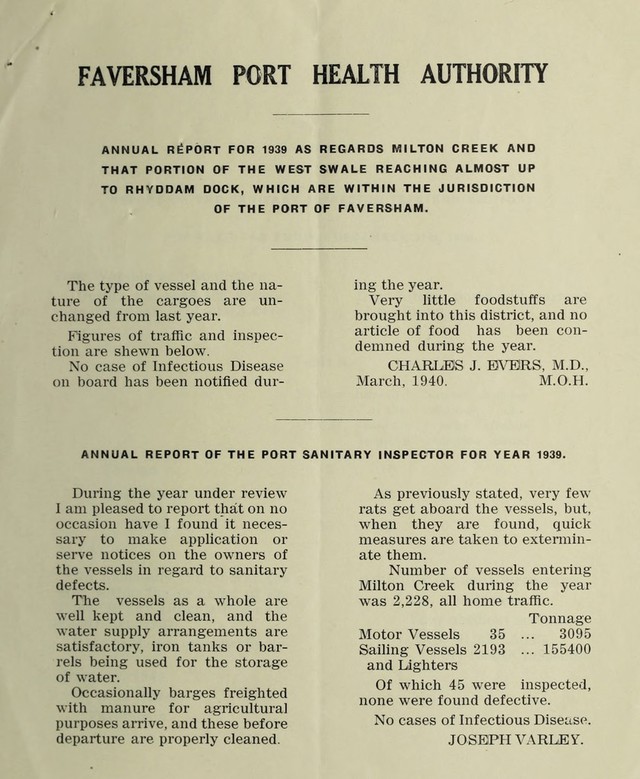 FAVERSHAM PORT HEALTH AUTHORITY
ANNUAL REPORT FOR 1939 AS REGARDS MILTON CREEK AND
THAT PORTION OF THE WEST SWALE REACHING ALMOST UP
TO RHYDDAM DOCK, WHICH ARE WITHIN THE JURISDICTION
OF THE PORT OF FAVERSHAM.
The type of vessel and the na-
ture of the cargoes are un-
changed from last year.
Figures of traffic and inspec-
tion are shewn below.
No case of Infectious Disease
on board has been notified dur-
ing the year.
Very little foodstuffs are
brought into this district, and no
article of food has been con-
demned during the year.
CHARLES J. EVERS, M.D.,
March, 1940. M.O.H.
ANNUAL REPORT OF THE PORT SANITARY INSPECTOR FOR YEAR 1939.
During the year under review
I am pleased to report that on no
occasion have I found it neces-
sary to make application or
serve notices on the owners of
the vessels in regard to sanitary
defects.
The vessels as a whole are
well kept and clean, and the
water supply arrangements are
satisfactory, iron tanks or bar-
rels being used for the storage
of water.
Occasionally barges freighted
with manure for agricultural
purposes arrive, and these before
departure are properly cleaned.
As previously stated, very few
rats get aboard the vessels, but,
when they are found, quick
measures are taken to extermin-
ate them.
Number of vessels entering
Milton Creek during the year
was 2,228, all home traffic.
Tonnage
Motor Vessels 35 ... 3095
Sailing Vessels 2193 ... 155400
and Lighters
Of which 45 were inspected,
none were found defective.
No cases of Infectious Disease.
JOSEPH VARLEY.